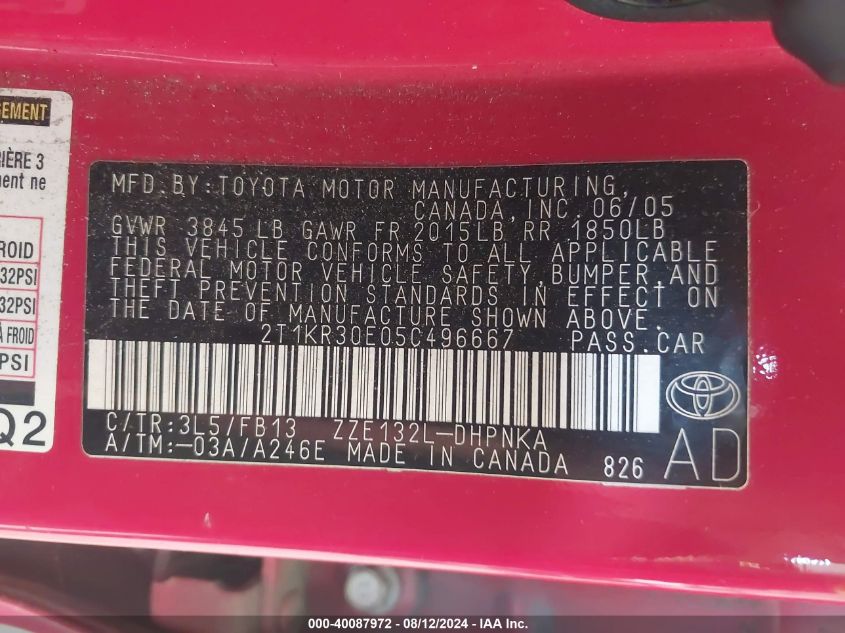 GEMENT
RIÈRE 3
ment ne
ROID
32PSI
32PSI
À FROID
PSI
Q2
MFD. BY: TOYOTA MOTOR MANUFACTURING,
CANADA, INC. 06/05
GVWR 3845 LB GAWR FR 2015LB RR 1850LB
THIS VEHICLE CONFORMS TO ALL APPLICABLE
FEDERAL MOTOR VEHICLE SAFETY, BUMPER, AND
THEFT PREVENTION STANDARDS IN EFFECT ON
THE DATE OF MANUFACTURE SHOWN ABOVE.
2T1KR30E05C496667 PASS. CAR
C/TR: 3L5/FB13 ZZE132L-DHPNKA
A/TM: -03A/A246E MADE IN CANADA 826
AD
000-40087972 - 08/12/2024 - IAA Inc.